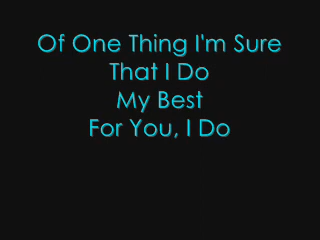 Of One Thing I'm Sure
That I Do
My Best
For You, I Do